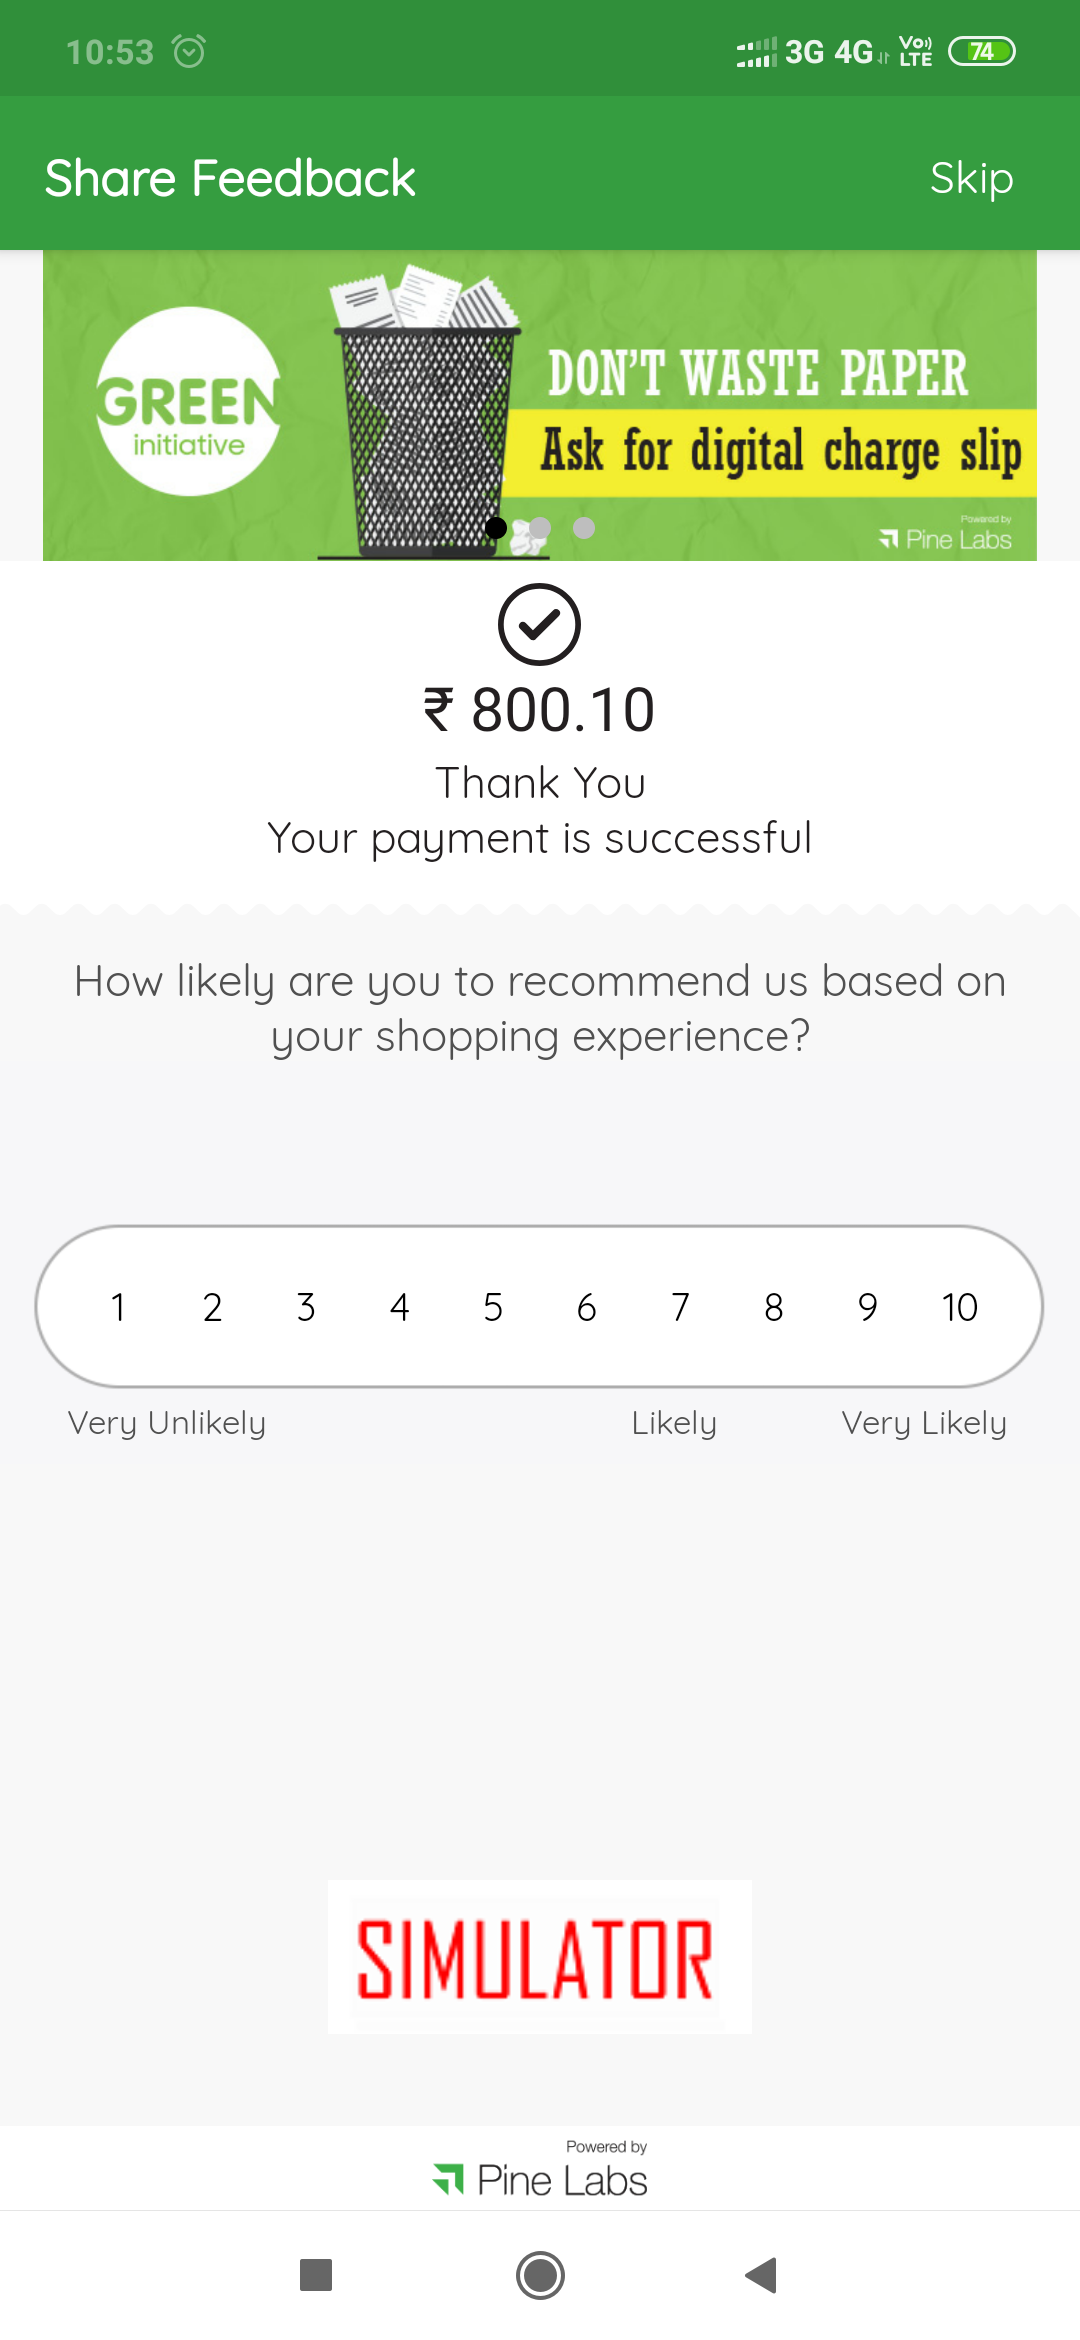 10:53
3G 4G Vo)) LTE 74
Share Feedback
Skip
GREEN
initiative
DON'T WASTE PAPER
Ask for digital charge slip
Powered by
Pine Labs
₹ 800.10
Thank You
Your payment is successful
How likely are you to recommend us based on
your shopping experience?
1 2 3 4 5 6 7 8 9 10
Very Unlikely Likely Very Likely
SIMULATOR
Powered by
Pine Labs